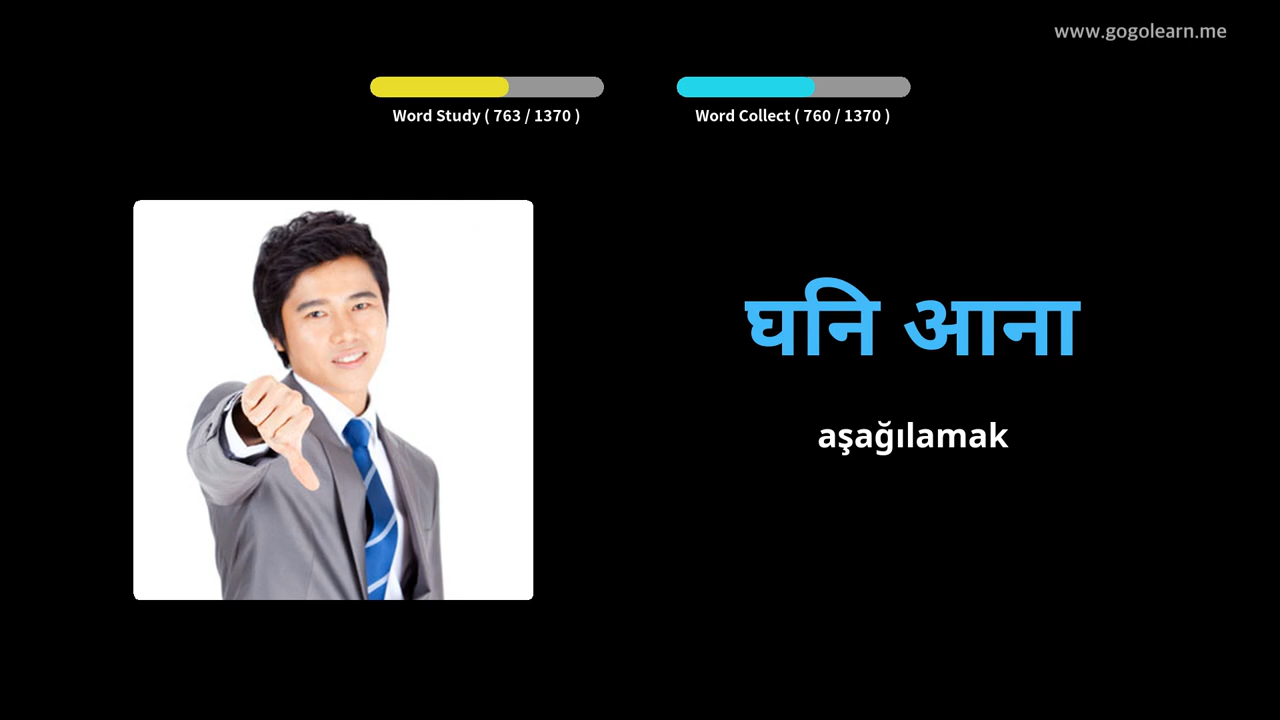 www.gogolearn.me
Word Study ( 763 / 1370 )
Word Collect ( 760 / 1370 )
घनि आना
aşağılamak